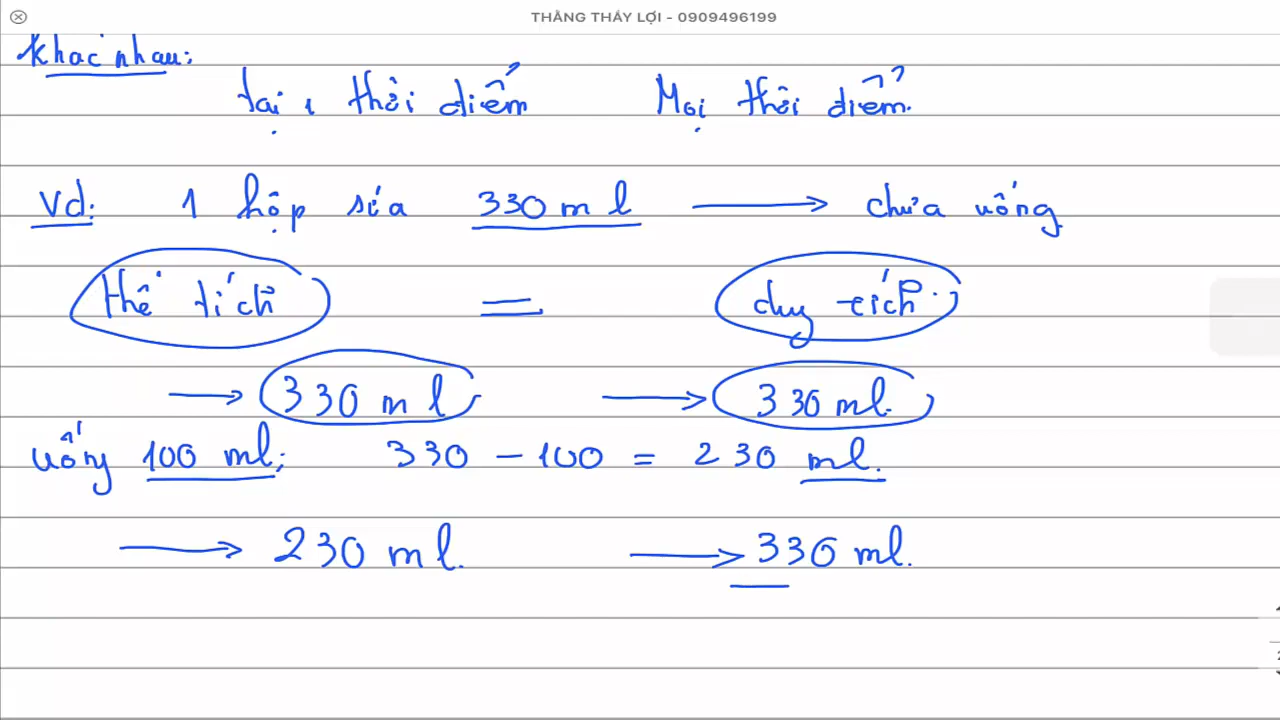 THẰNG THẦY LỢI - 0909496199
Khác nhau:
tại 1 thời điểm Mọi thời điểm.
Vd: 1 hộp sữa 330 ml → chưa uống
thể tích = duy tích.
→ 330 ml → 330 ml.
uống 100 ml: 330 - 100 = 230 ml.
→ 230 ml. → 330 ml.